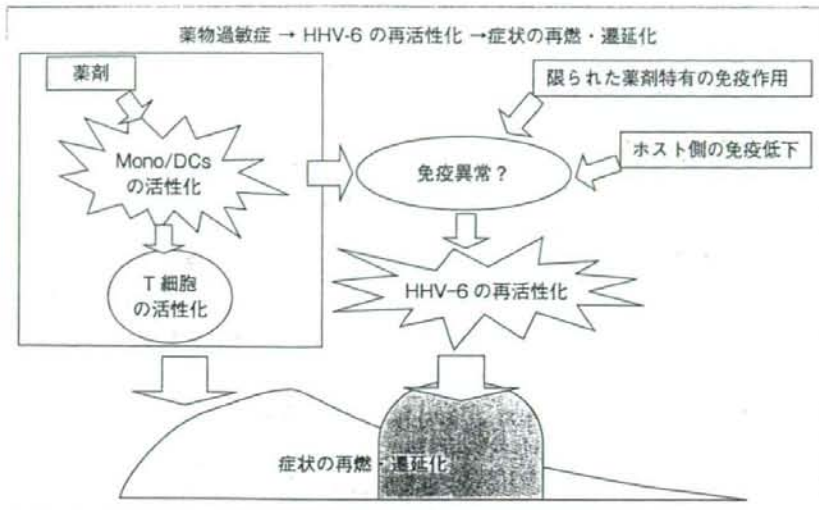 薬物過敏症 → HHV-6 の再活性化 →症状の再燃・遷延化
薬剤
限られた薬剤特有の免疫作用
Mono/DCs
の活性化
免疫異常？
ホスト側の免疫低下
T 細胞
の活性化
HHV-6 の再活性化
症状の再燃・遷延化